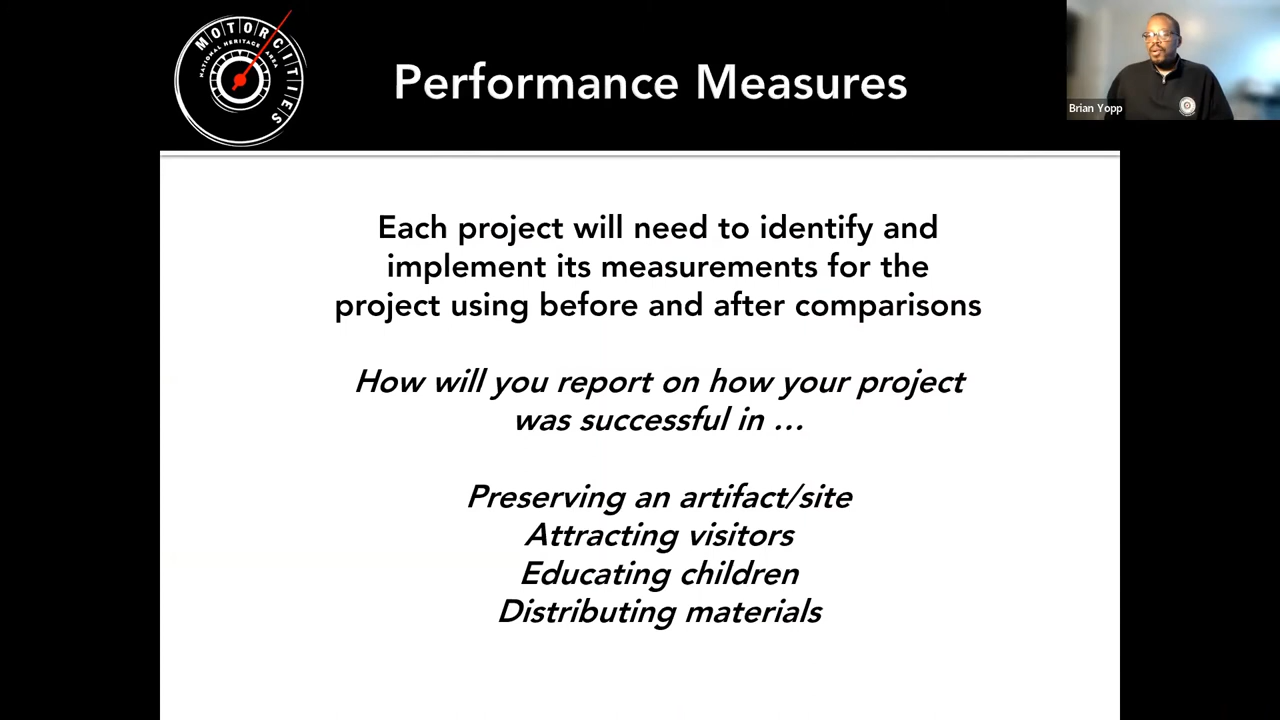 MOTORCITIES
NATIONAL HERITAGE AREA
Performance Measures
Brian Yopp
Each project will need to identify and
implement its measurements for the
project using before and after comparisons
How will you report on how your project
was successful in …
Preserving an artifact/site
Attracting visitors
Educating children
Distributing materials